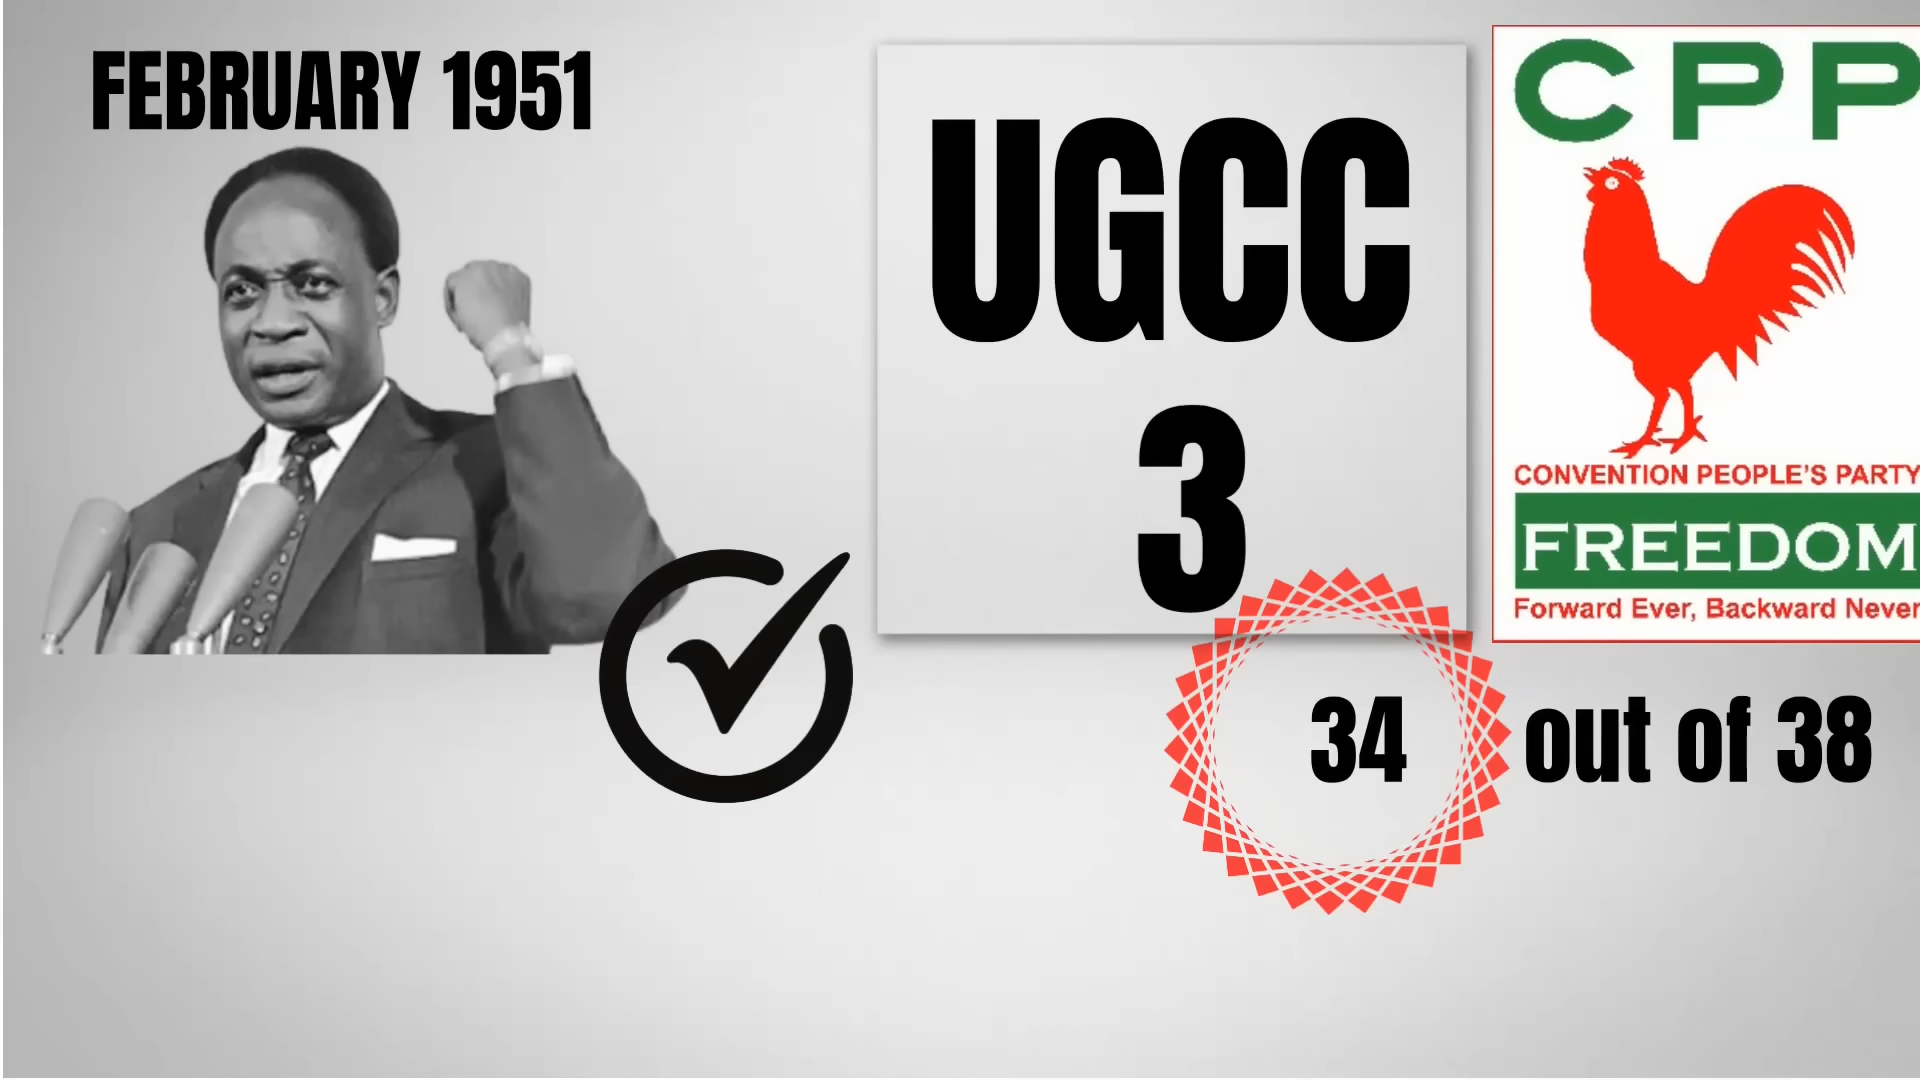 FEBRUARY 1951
UGCC
3
CPP
CONVENTION PEOPLE'S PARTY
FREEDOM
Forward Ever, Backward Never
34 out of 38